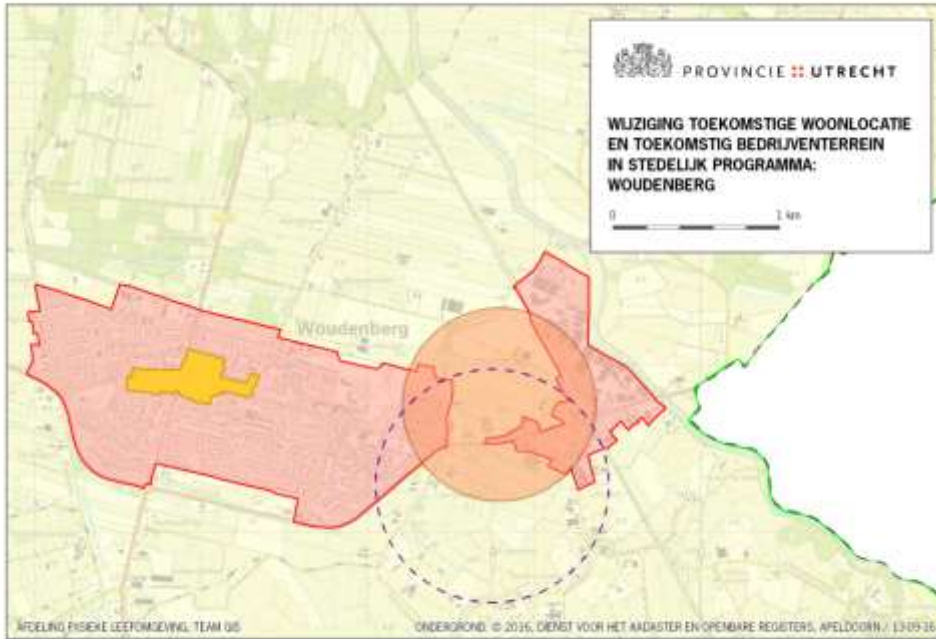 PROVINCIE UTRECHT
WIJZIGING TOEKOMSTIGE WOONLOCATIE
EN TOEKOMSTIG BEDRIJVENTERREIN
IN STEDELIJK PROGRAMMA:
WOUDENBERG
0 1 km
Woudenberg
AFDELING FYSIEKE LEEFOMGEVING, TEAM GIS
ONDERGROND: © 2016, DIENST VOOR HET KADASTER EN OPENBARE REGISTERS, APELDOORN / 13-09-16